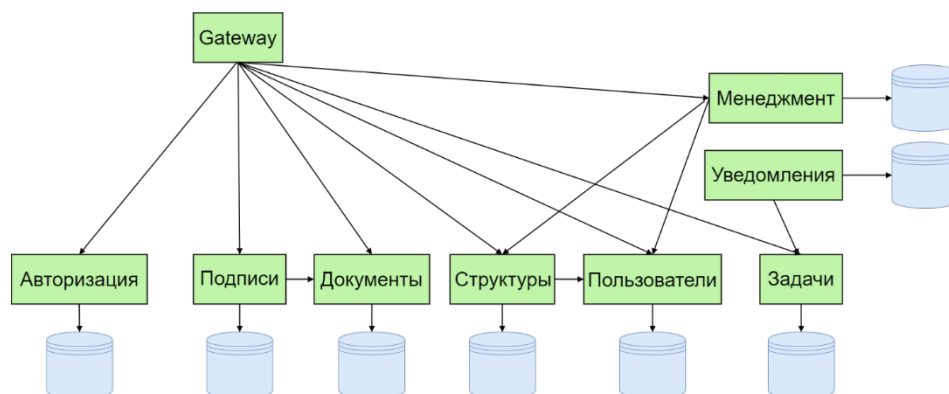 Gateway
Менеджмент
Уведомления
Авторизация
Подписи
Документы
Структуры
Пользователи
Задачи